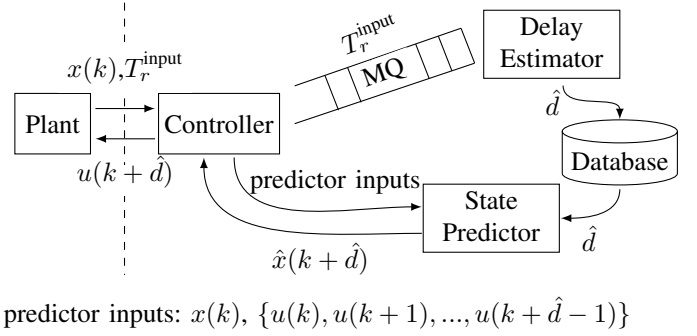 T_r^input
Delay
Estimator
x(k),T_r^input
MQ
d̂
Plant
Controller
Database
u(k + d̂)
predictor inputs
State
Predictor
d̂
x̂(k + d̂)
predictor inputs: x(k), {u(k), u(k + 1), ..., u(k + d̂ − 1)}